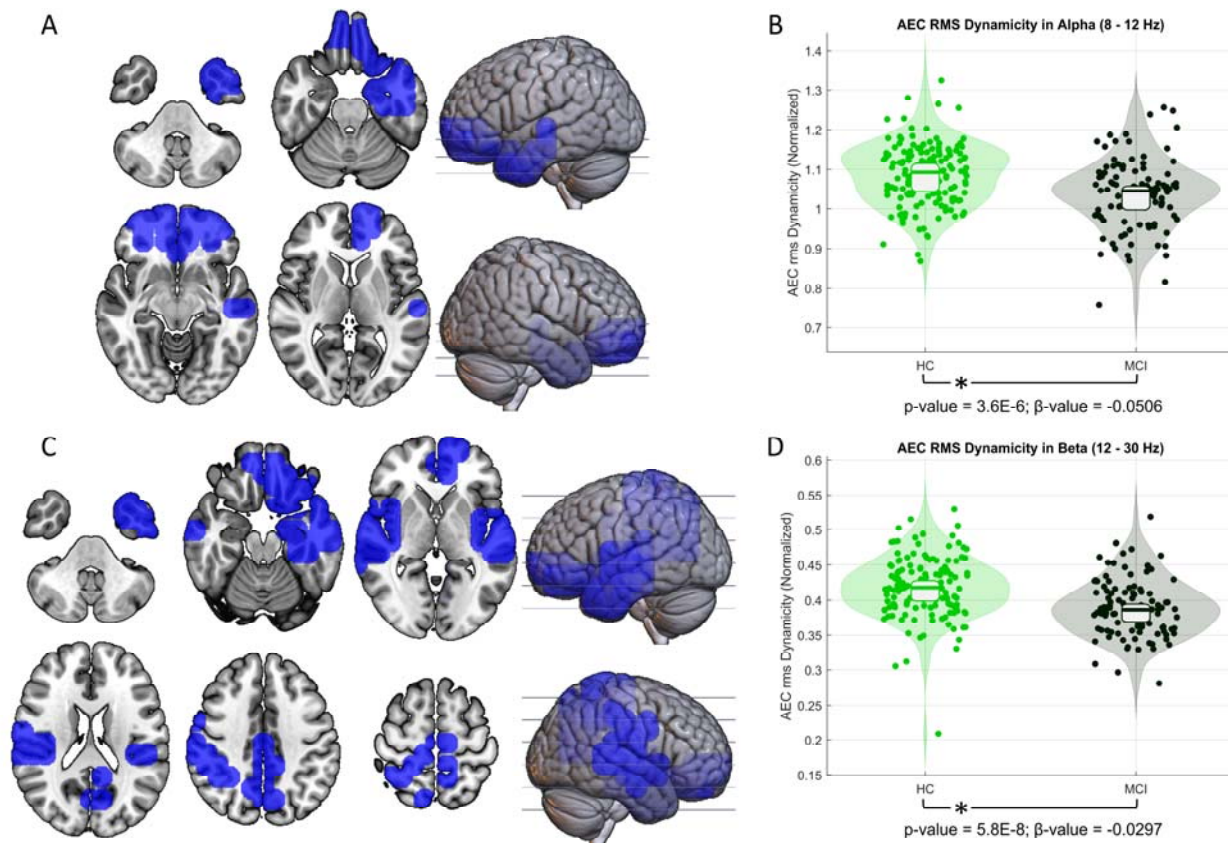 A
B
AEC RMS Dynamicity in Alpha (8 - 12 Hz)
AEC rms Dynamicity (Normalized)
1.4
1.3
1.2
1.1
1
0.9
0.8
0.7
HC
MCI
*
p-value = 3.6E-6; β-value = -0.0506
C
D
AEC RMS Dynamicity in Beta (12 - 30 Hz)
AEC rms Dynamicity (Normalized)
0.6
0.55
0.5
0.45
0.4
0.35
0.3
0.25
0.2
0.15
HC
MCI
*
p-value = 5.8E-8; β-value = -0.0297